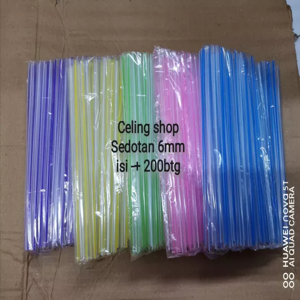 Celing shop
Sedotan 6mm
isi → 200btg
HUAWEI nova 5T
AI QUAD CAMERA